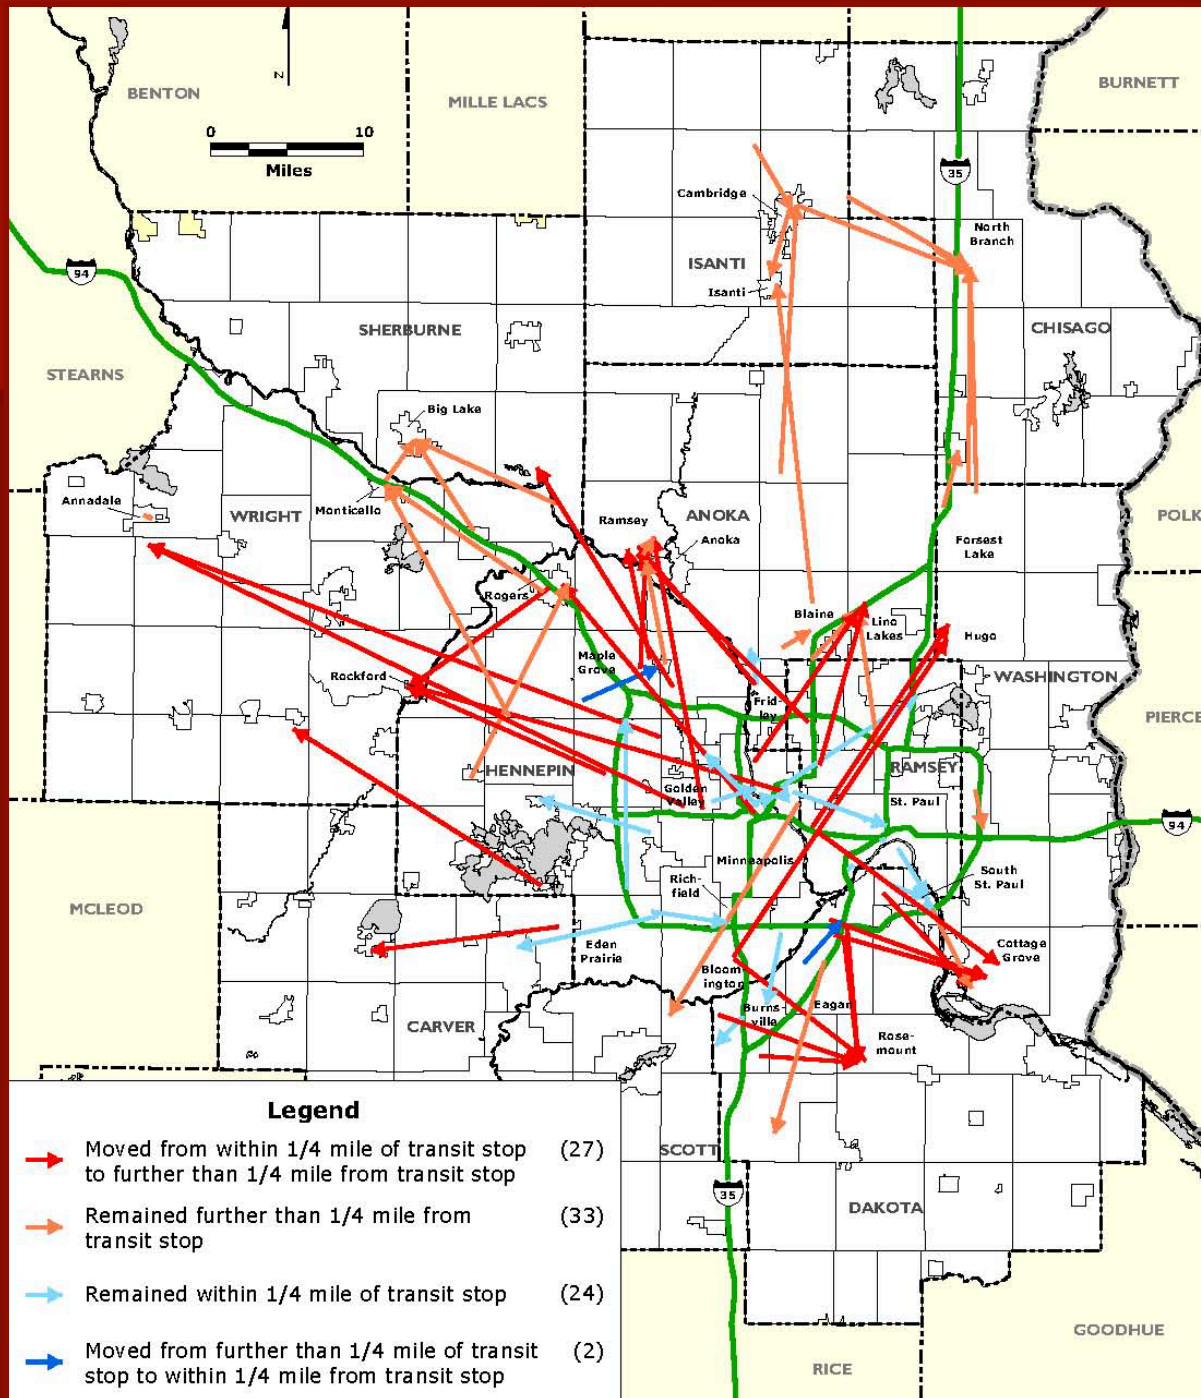 BENTON
MILLE LACS
BURNETT
N
0 10
Miles
35
Cambridge
North
Branch
94
ISANTI
Isanti
SHERBURNE
CHISAGO
STEARNS
Big Lake
Annadale
WRIGHT
Monticello
Ramsey
ANOKA
Anoka
POLK
Forsest
Lake
Rogers
Blaine
Lino
Lakes
Hugo
Maple
Grove
Rockford
WASHINGTON
Frid-
ley
PIERCE
HENNEPIN
RAMSEY
Golden
Valley
St. Paul
94
Minneapolis
Rich-
field
South
St. Paul
MCLEOD
Eden
Prairie
Cottage
Grove
Bloom-
ington
Burns-
ville
Eagan
CARVER
Rose-
mount
Legend
Moved from within 1/4 mile of transit stop (27)
to further than 1/4 mile from transit stop
Remained further than 1/4 mile from (33)
transit stop
Remained within 1/4 mile of transit stop (24)
Moved from further than 1/4 mile of transit (2)
stop to within 1/4 mile from transit stop
SCOTT
35
DAKOTA
GOODHUE
RICE